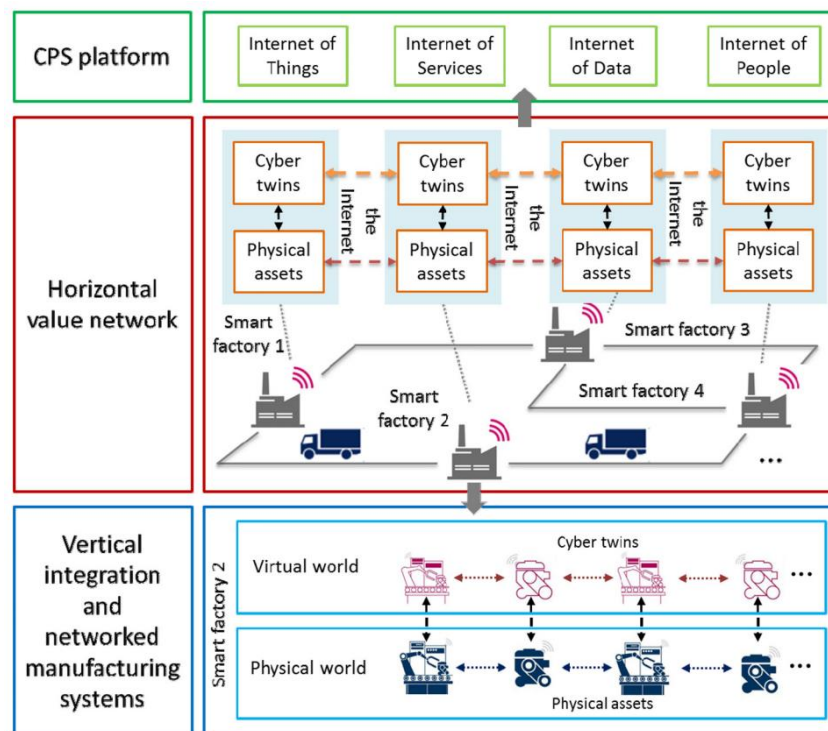 CPS platform
Internet of
Things
Internet of
Services
Internet
of Data
Internet of
People
Horizontal
value network
Cyber
twins
Cyber
twins
Cyber
twins
Cyber
twins
the
Internet
the
Internet
the
Internet
Physical
assets
Physical
assets
Physical
assets
Physical
assets
Smart
factory 1
Smart factory 3
Smart
factory 2
Smart factory 4
...
Vertical
integration
and
networked
manufacturing
systems
Smart factory 2
Cyber twins
Virtual world
...
Physical world
...
Physical assets